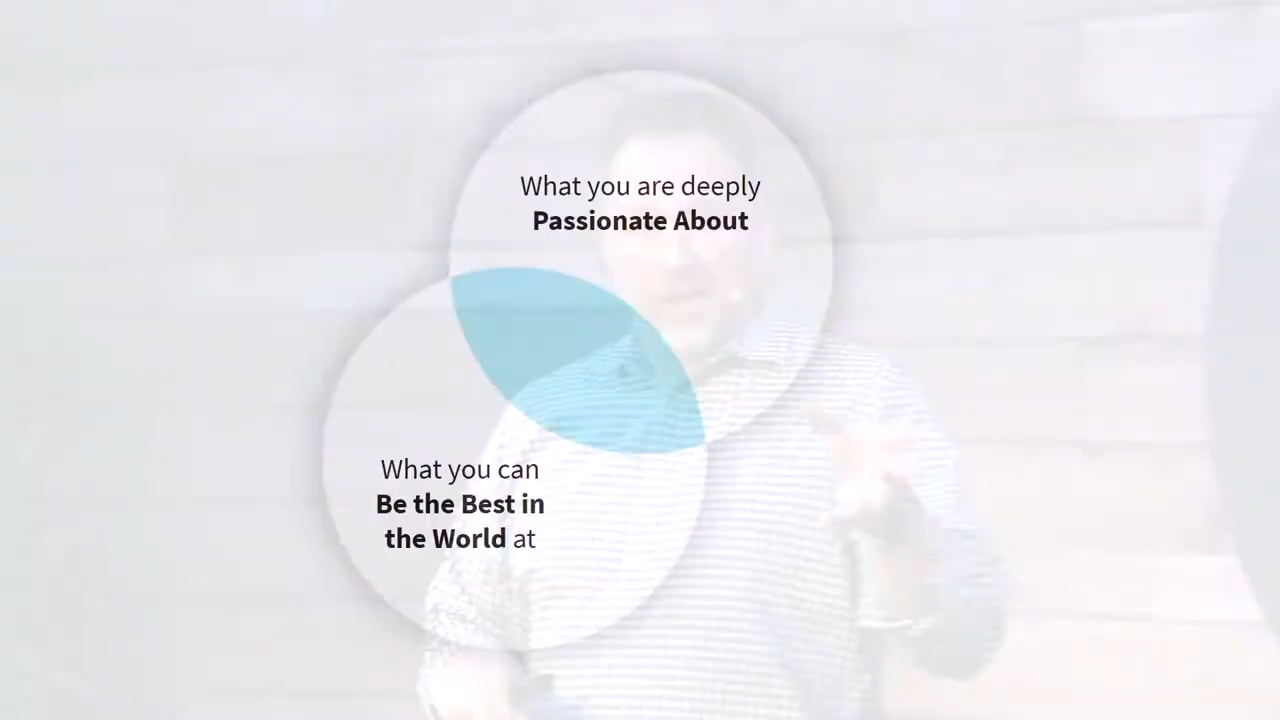 What you are deeply
Passionate About
What you can
Be the Best in
the World at